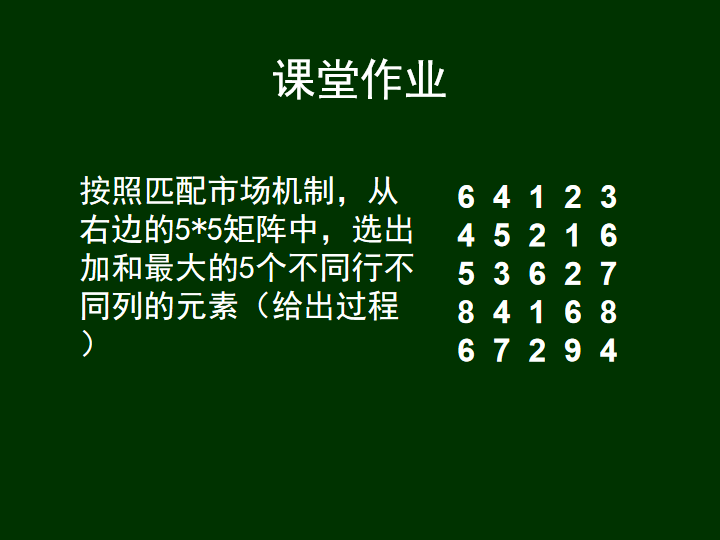 课堂作业
按照匹配市场机制，从
右边的5*5矩阵中，选出
加和最大的5个不同行不
同列的元素（给出过程
）
6 4 1 2 3
4 5 2 1 6
5 3 6 2 7
8 4 1 6 8
6 7 2 9 4